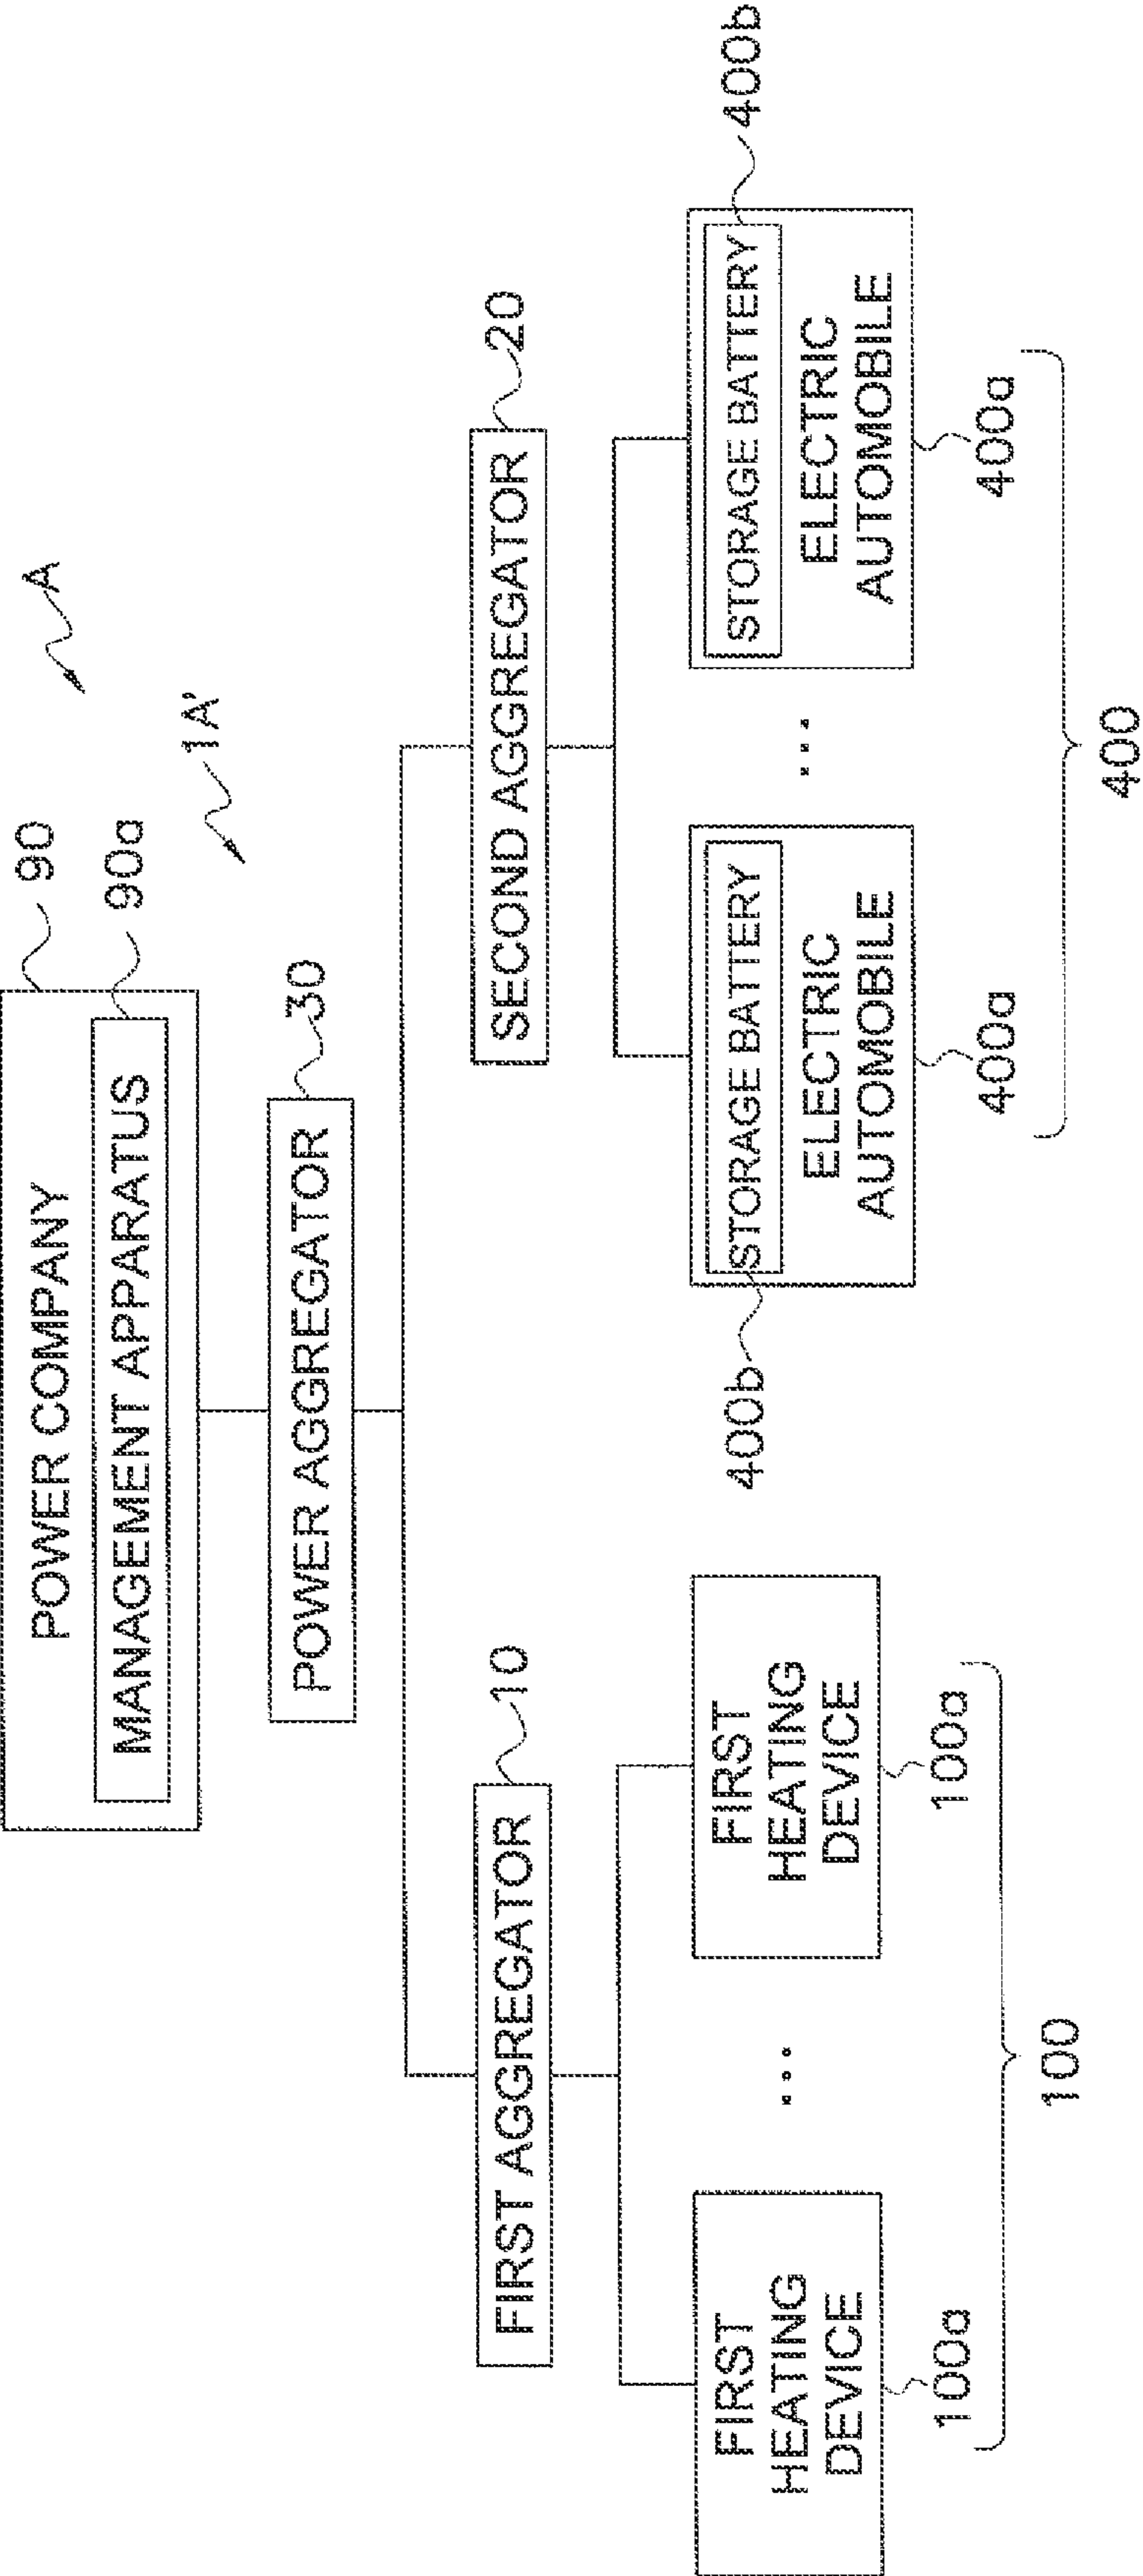 A
1A'
90
POWER COMPANY
90a
MANAGEMENT APPARATUS
30
POWER AGGREGATOR
10
FIRST AGGREGATOR
20
SECOND AGGREGATOR
FIRST
HEATING
DEVICE
100a
...
FIRST
HEATING
DEVICE
100a
100
400b
STORAGE BATTERY
ELECTRIC
AUTOMOBILE
400a
...
STORAGE BATTERY
400b
ELECTRIC
AUTOMOBILE
400a
400